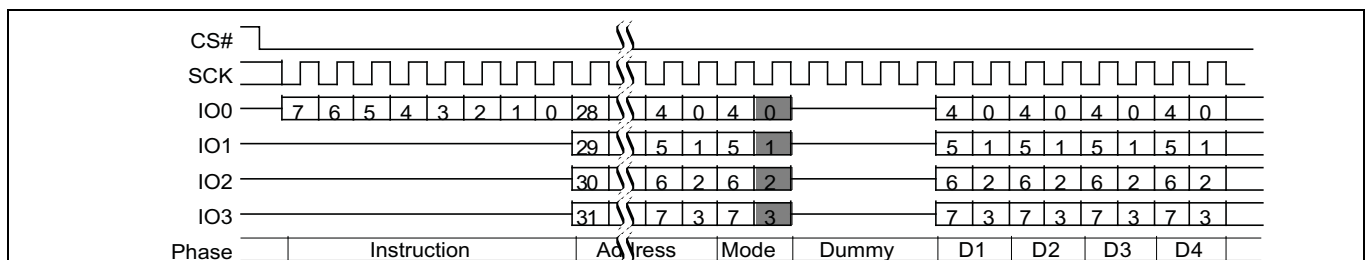 CS#
SCK
IO0 7 6 5 4 3 2 1 0 28 4 0 4 0 4 0 4 0 4 0 4 0
IO1 29 5 1 5 1 5 1 5 1 5 1 5 1
IO2 30 6 2 6 2 6 2 6 2 6 2 6 2
IO3 31 7 3 7 3 7 3 7 3 7 3 7 3
Phase Instruction Address Mode Dummy D1 D2 D3 D4